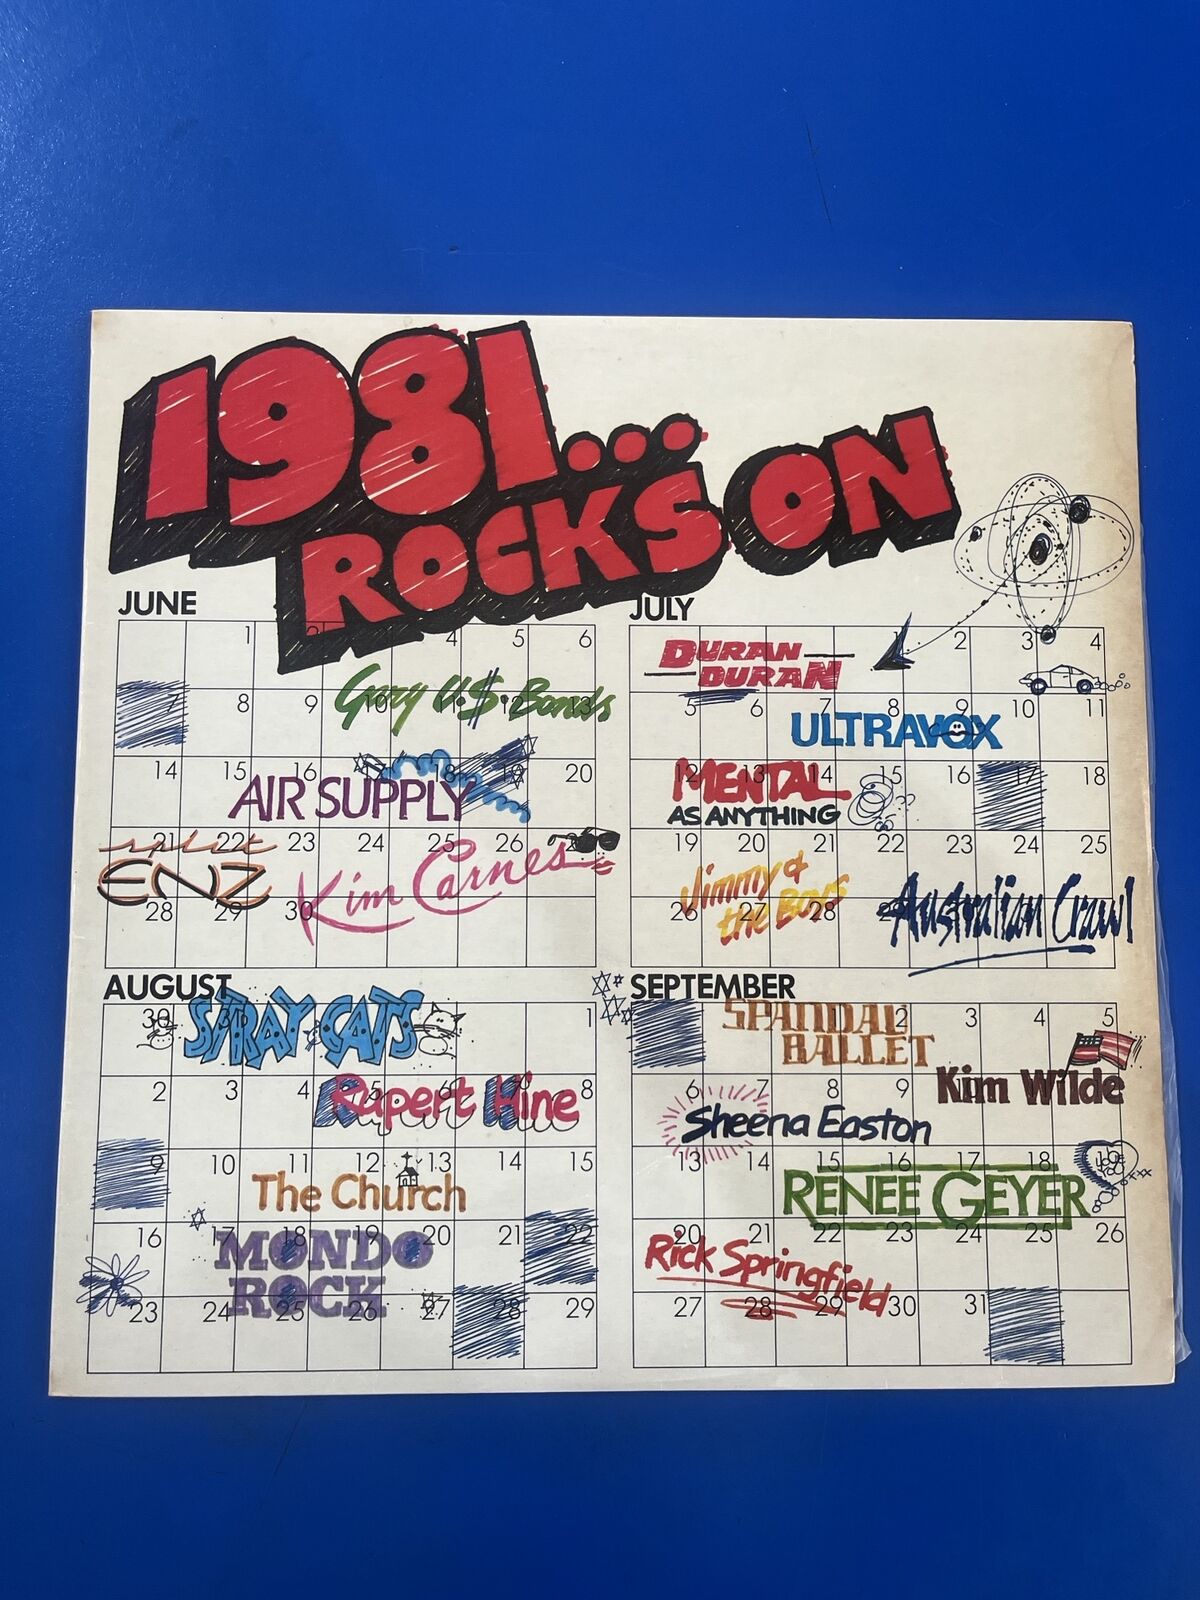 1981...
ROCKS ON
JUNE
1 2 4 5 6
Gary U.S. Bonds
7 8 9 10 12 13
14 15 16 17 18 19 20
AIR SUPPLY
21 22 23 24 25 26
split
ENZ
Kim Carnes
28 29 30
JULY
1 2 3 4
DURAN
DURAN
5 6 7 8 9 10 11
ULTRAVOX
12 13 14 15 16 17 18
MENTAL
AS ANYTHING
??
19 20 21 22 23 24 25
Jimmy &
the BOYS
26 27 28 29
Australian Crawl
AUGUST
30 31 1
STRAY CATS
2 3 4 5 6 7 8
Rupert Hine
9 10 11 12 13 14 15
The Church
16 17 18 19 20 21 22
MONDO
ROCK
23 24 25 26 27 28 29
SEPTEMBER
1 2 3 4 5
SPANDAU
BALLET
Kim Wilde
6 7 8 9
Sheena Easton
13 14 15 16 17 18 19
RENEE GEYER
20 21 22 23 24 25 26
Rick Springfield
27 28 29 30 31